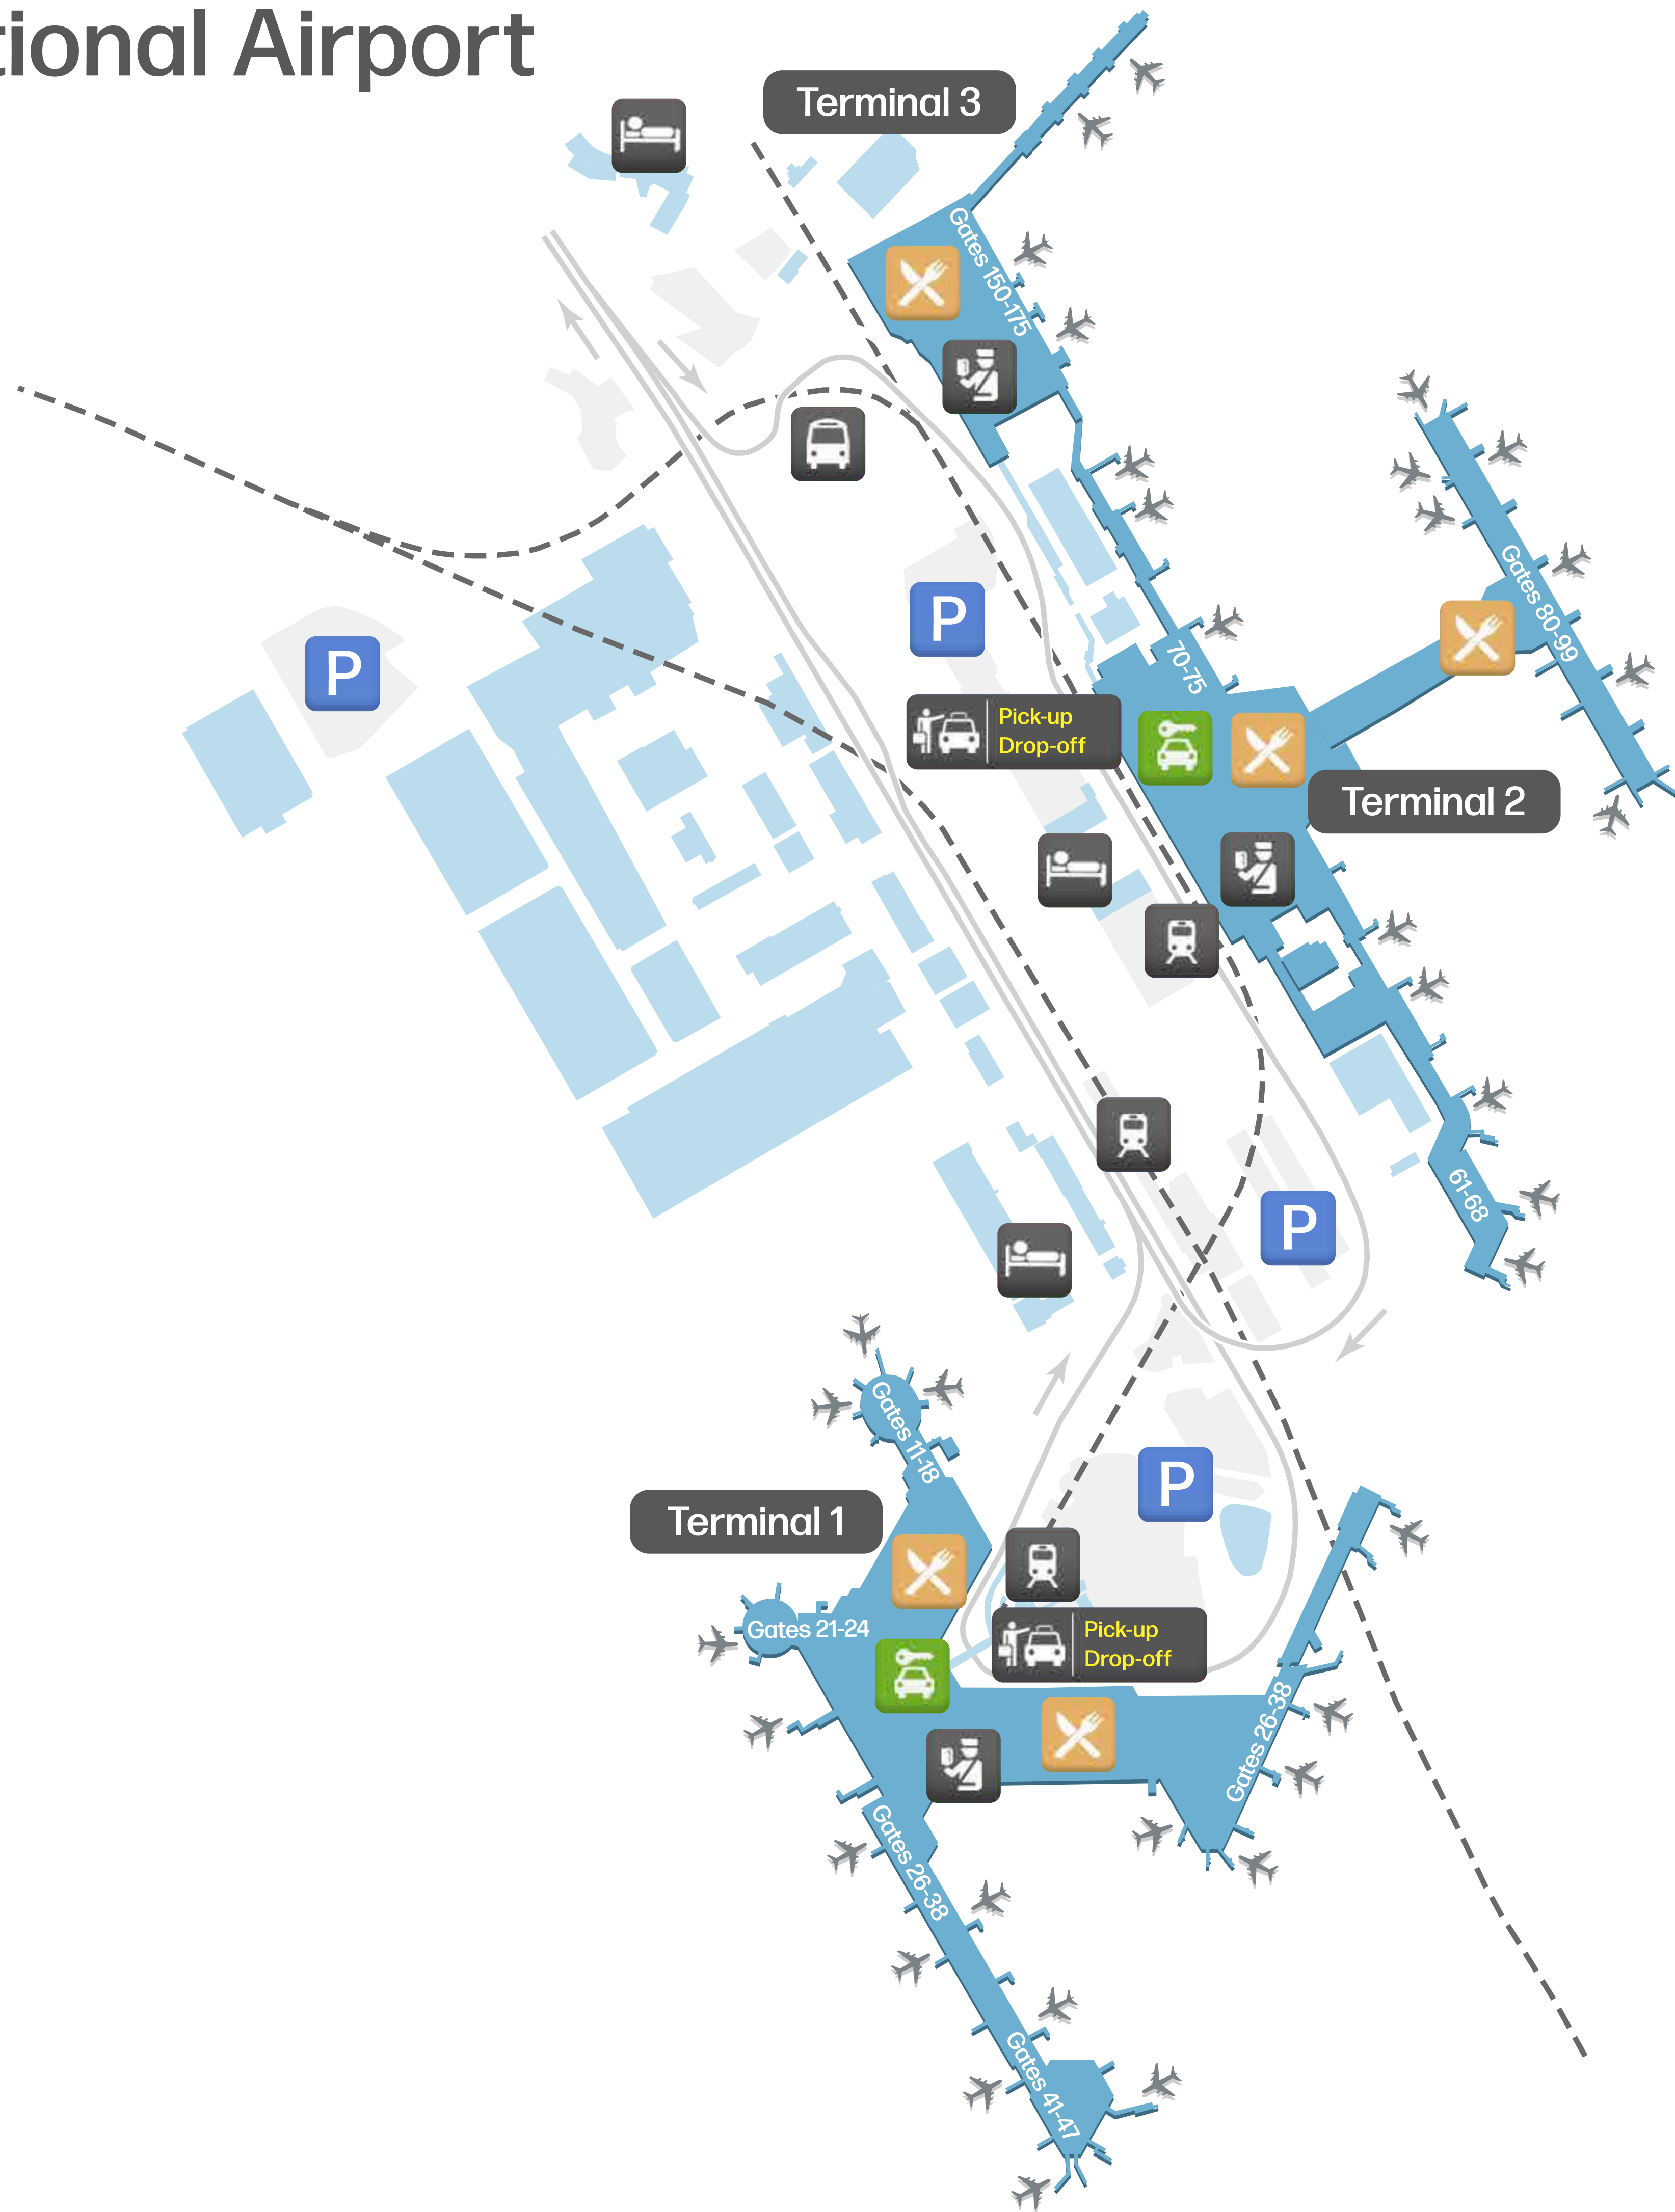 tional Airport
Terminal 3
Gates 150-175
Gates 80-99
P
P
70-75
Pick-up
Drop-off
Terminal 2
61-68
P
Gates 11-18
P
Terminal 1
Gates 21-24
Pick-up
Drop-off
Gates 26-38
Gates 26-38
Gates 41-47